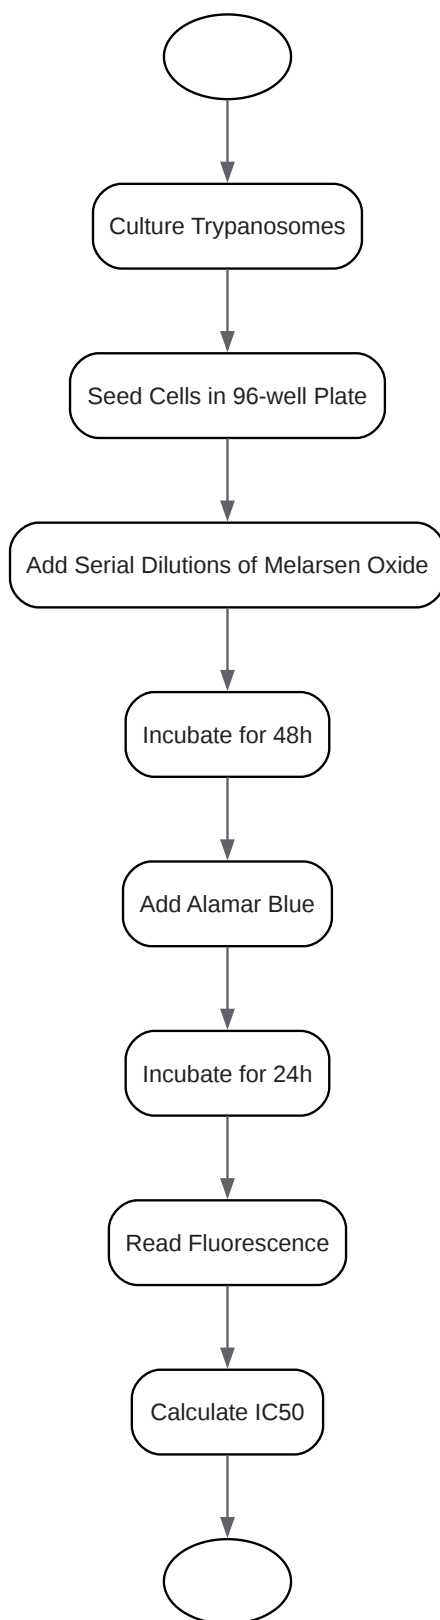 Culture Trypanosomes
Seed Cells in 96-well Plate
Add Serial Dilutions of Melarsen Oxide
Incubate for 48h
Add Alamar Blue
Incubate for 24h
Read Fluorescence
Calculate IC50